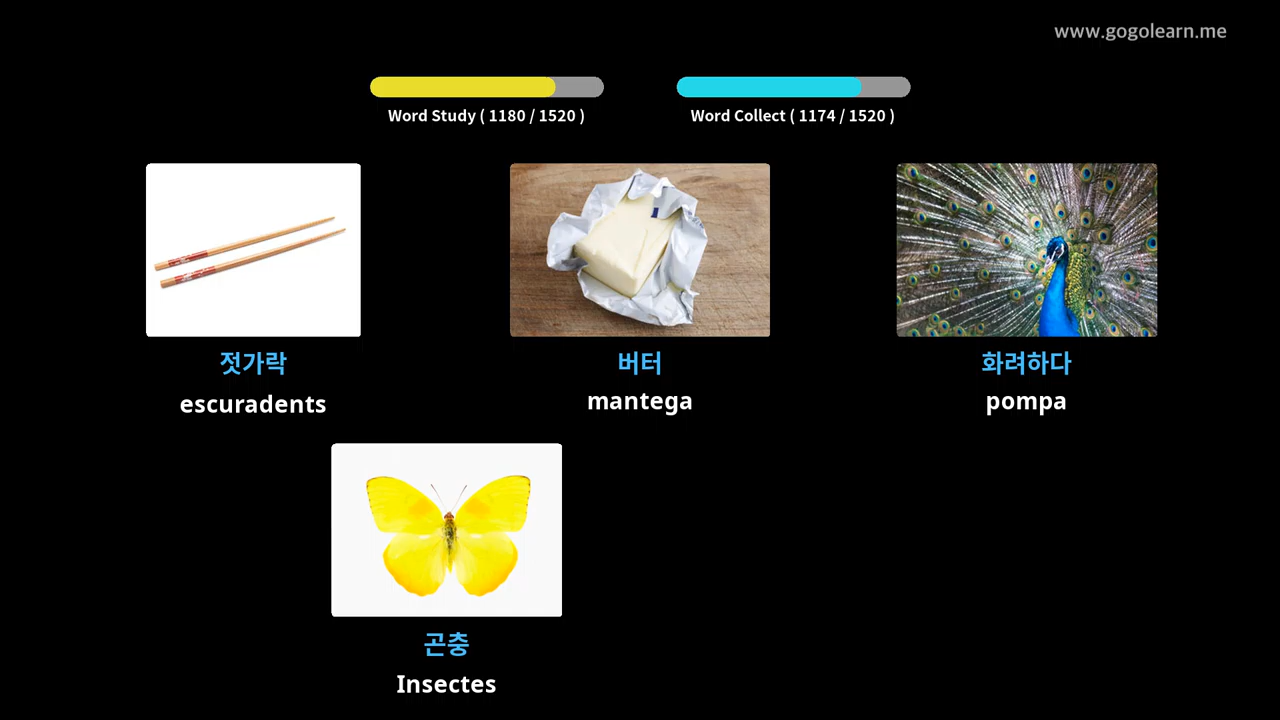 www.gogolearn.me
Word Study ( 1180 / 1520 )
Word Collect ( 1174 / 1520 )
젓가락
escuradents
버터
mantega
화려하다
pompa
곤충
Insectes